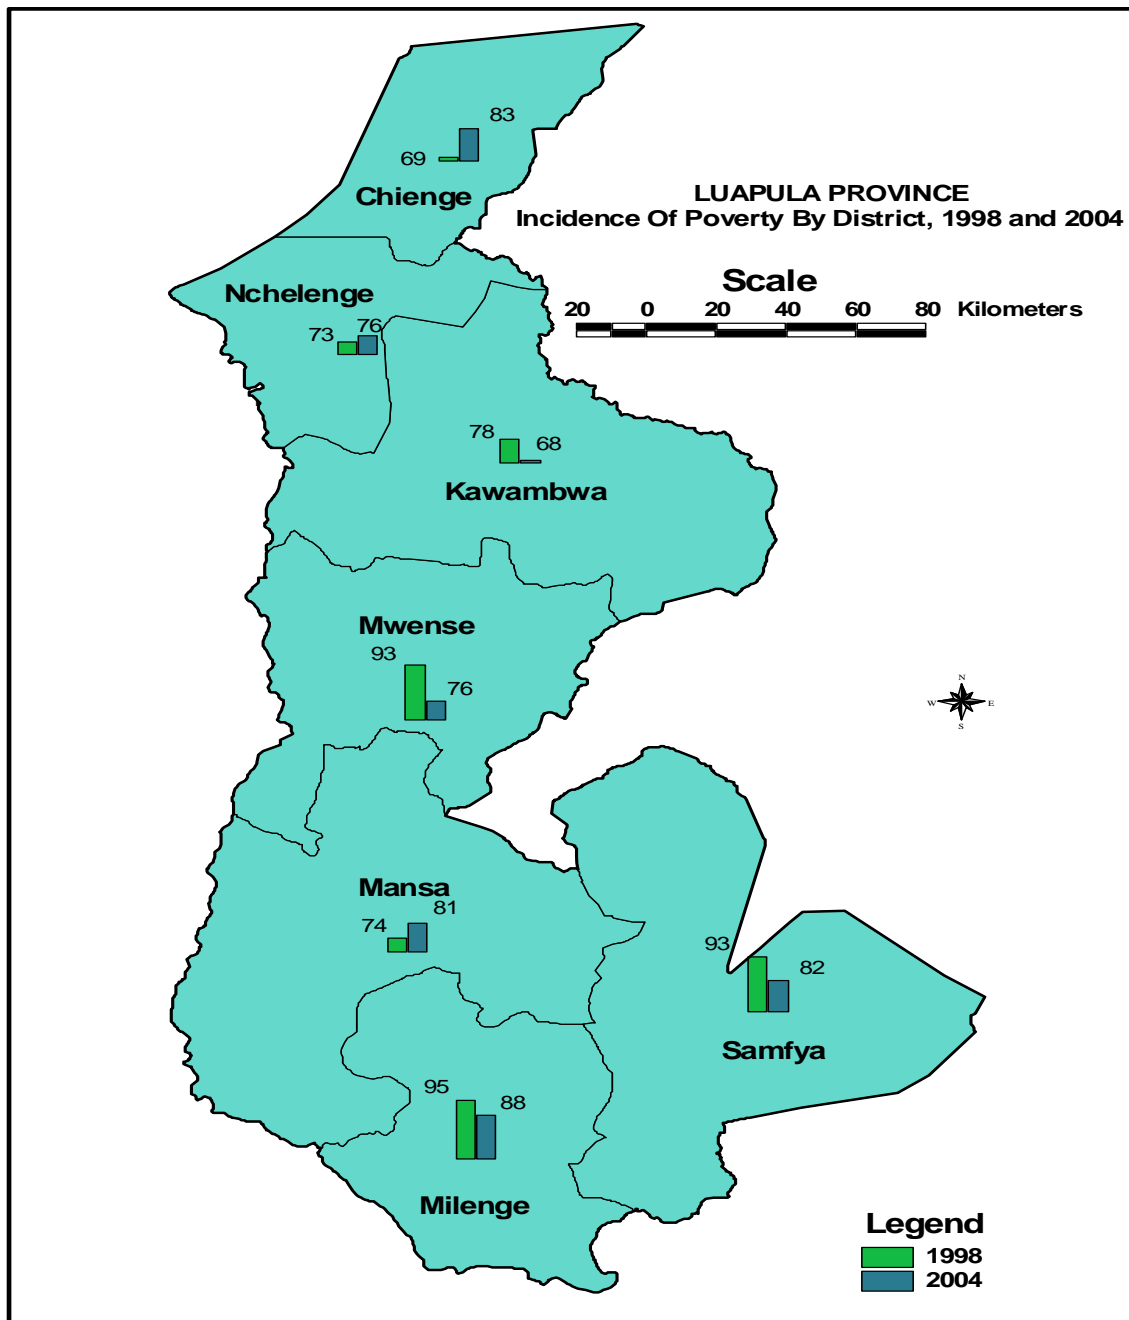 83
69
Chienge
LUAPULA PROVINCE
Incidence Of Poverty By District, 1998 and 2004
Scale
20 0 20 40 60 80 Kilometers
Nchelenge
73 76
78 68
Kawambwa
Mwense
93
76
N
W E
S
Mansa
81
74
93
82
Samfya
95
88
Milenge
Legend
1998
2004